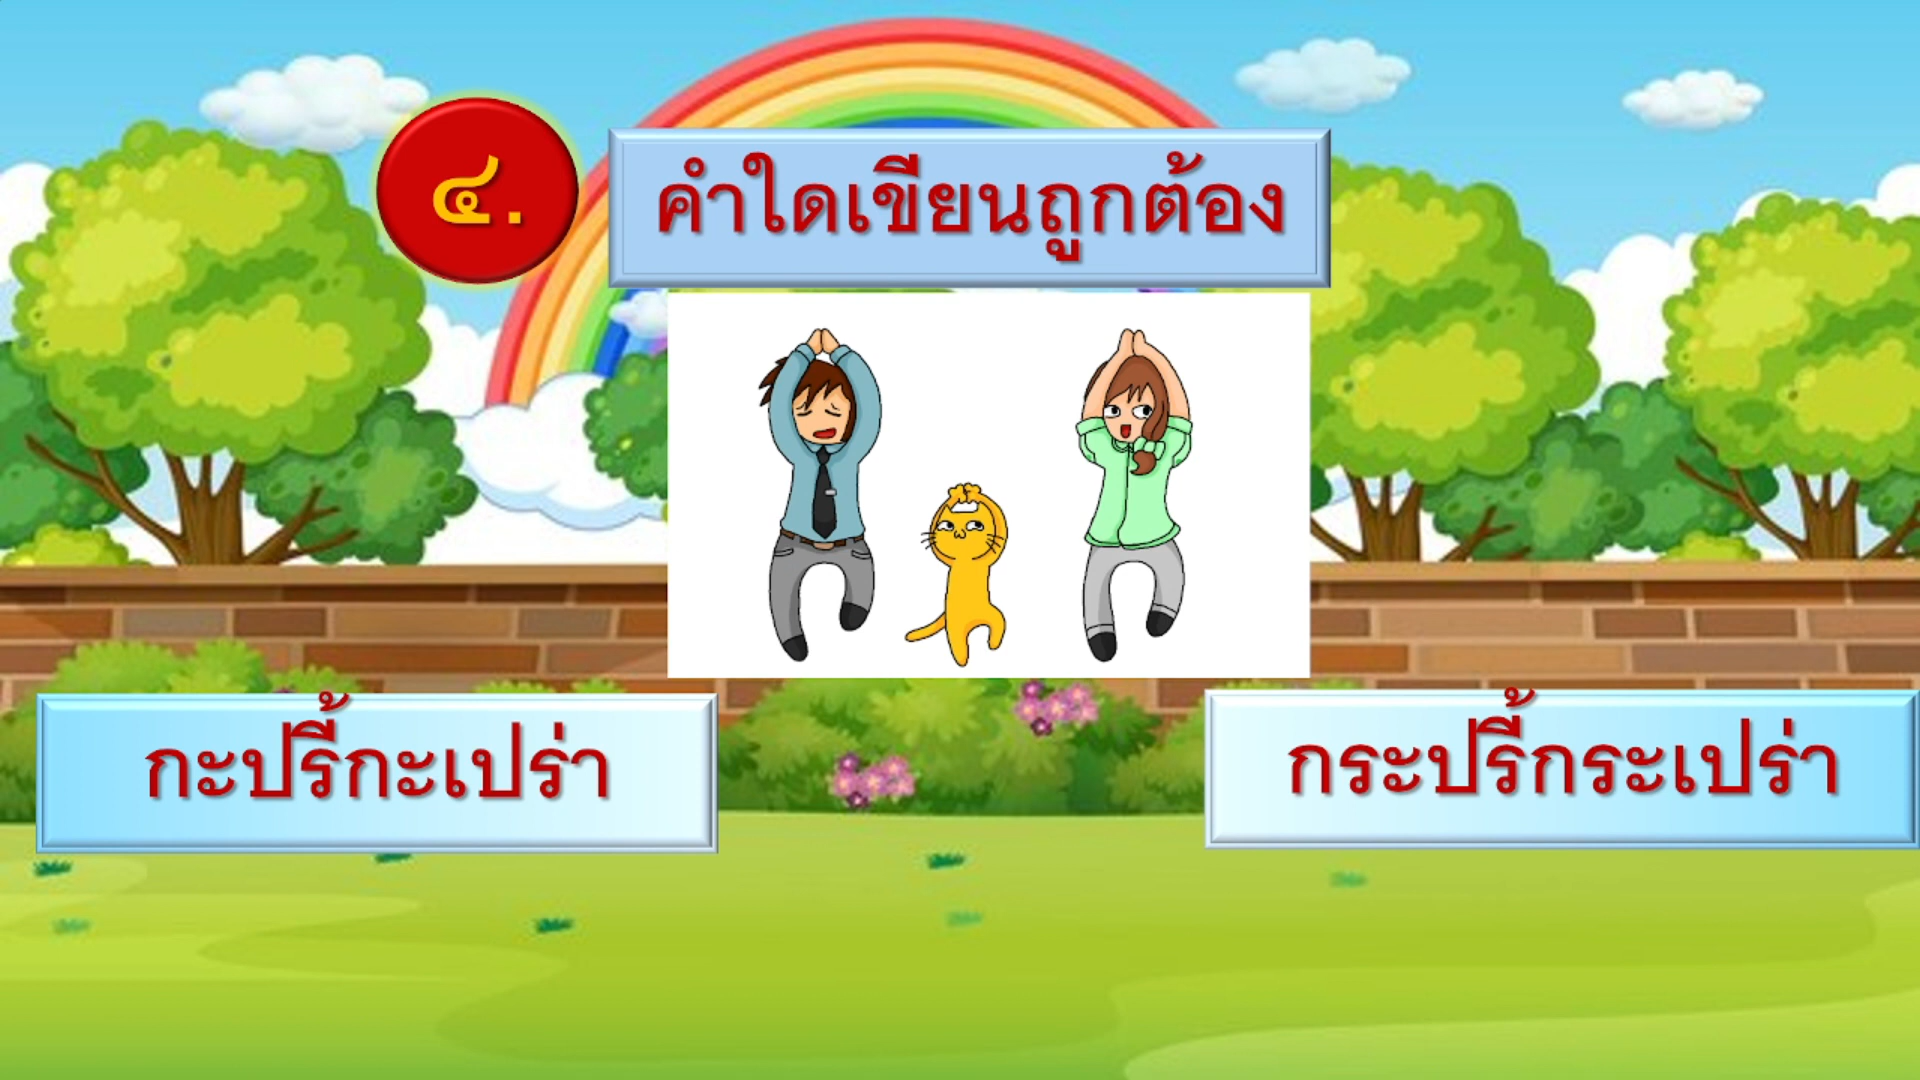 ๔.
คำใดเขียนถูกต้อง
กะปรี้กะเปร่า
กระปรี้กระเปร่า